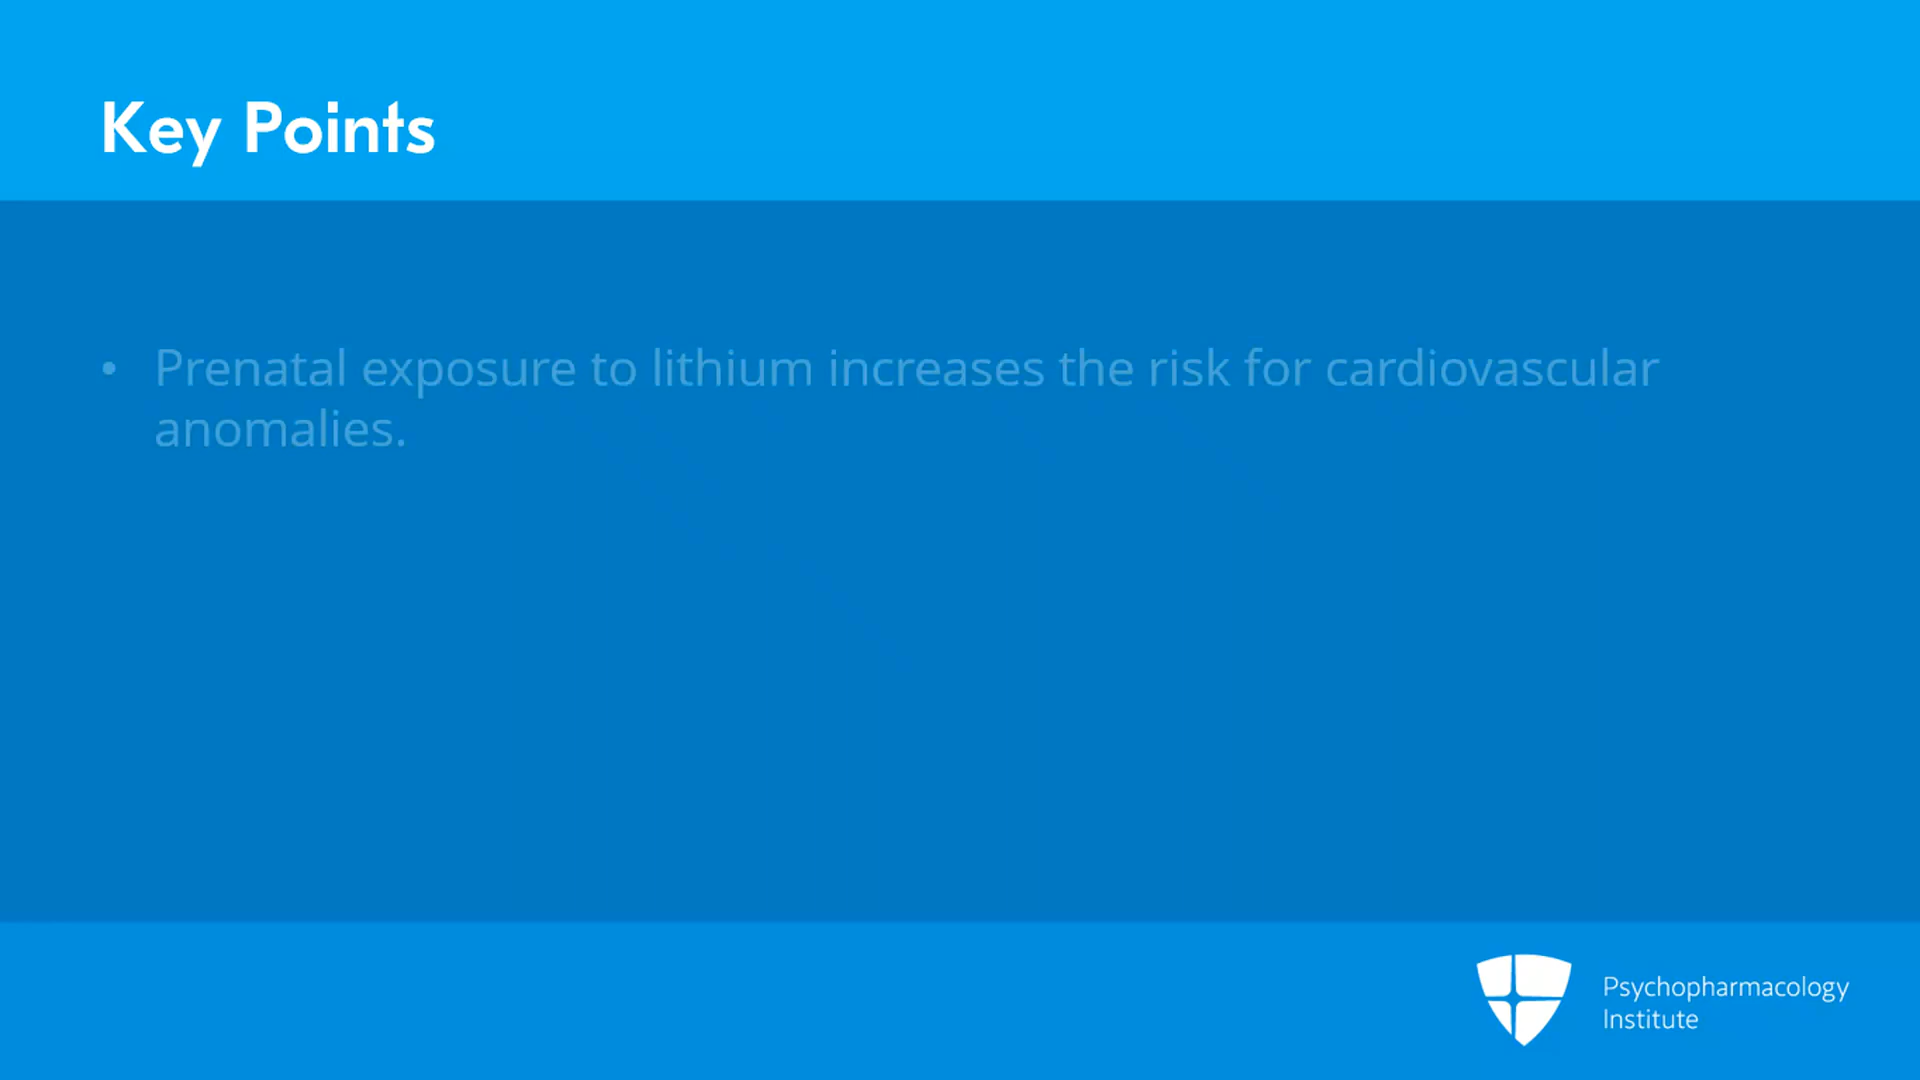 Key Points
• Prenatal exposure to lithium increases the risk for cardiovascular
anomalies.
Psychopharmacology
Institute